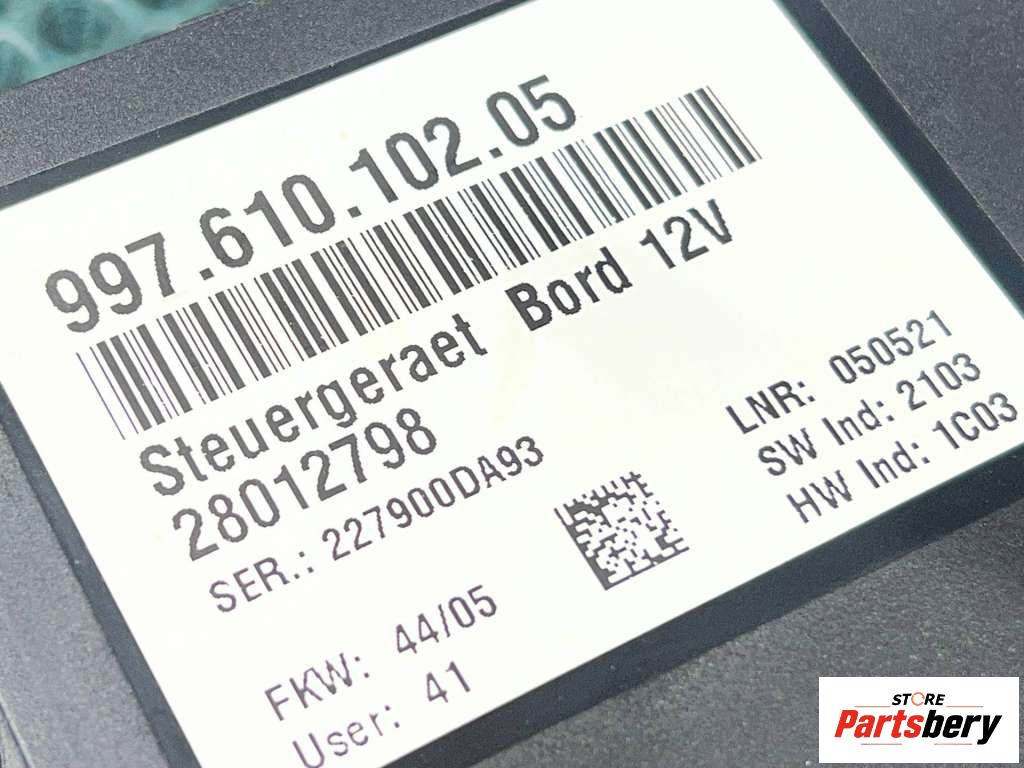 997.610.102.05
Steuergeraet Bord 12V
28012798
SER.: 227900DA93
LNR: 050521
SW Ind: 2103
HW Ind: 1C03
FKW: 44/05
User: 41
STORE
Partsbery